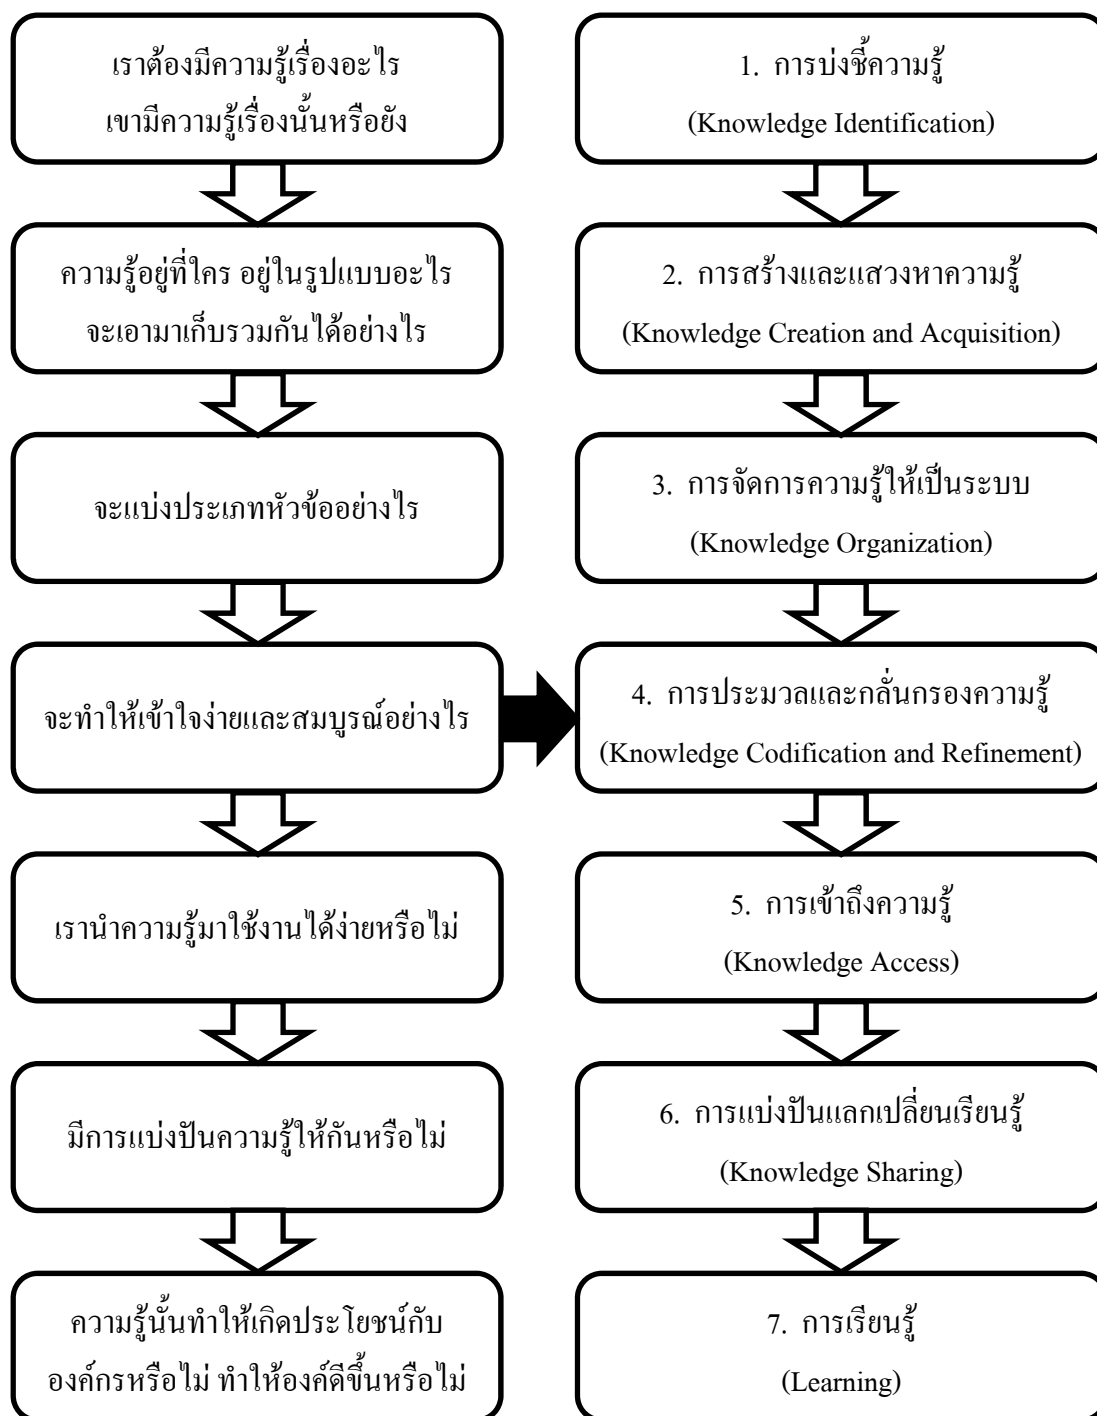 เราต้องมีความรู้เรื่องอะไร
เขามีความรู้เรื่องนั้นหรือยัง
1. การบ่งชี้ความรู้
(Knowledge Identification)
ความรู้อยู่ที่ใคร อยู่ในรูปแบบอะไร
จะเอามาเก็บรวมกันได้อย่างไร
2. การสร้างและแสวงหาความรู้
(Knowledge Creation and Acquisition)
จะแบ่งประเภทหัวข้ออย่างไร
3. การจัดการความรู้ให้เป็นระบบ
(Knowledge Organization)
จะทำให้เข้าใจง่ายและสมบูรณ์อย่างไร
4. การประมวลและกลั่นกรองความรู้
(Knowledge Codification and Refinement)
เรานำความรู้มาใช้งานได้ง่ายหรือไม่
5. การเข้าถึงความรู้
(Knowledge Access)
มีการแบ่งปันความรู้ให้กันหรือไม่
6. การแบ่งปันแลกเปลี่ยนเรียนรู้
(Knowledge Sharing)
ความรู้นั้นทำให้เกิดประโยชน์กับ
องค์กรหรือไม่ ทำให้องค์ดีขึ้นหรือไม่
7. การเรียนรู้
(Learning)